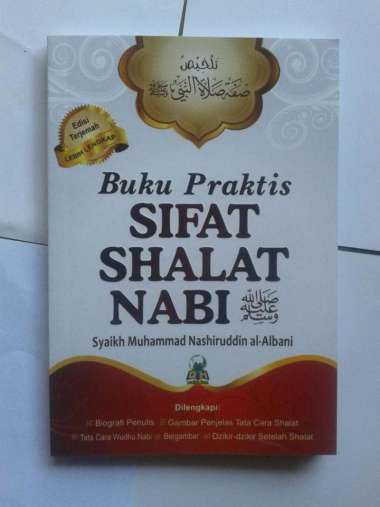 تلخيص
صفة صلاة النبي ﷺ
Edisi
Terjemah
LEBIH LENGKAP
Buku Praktis
SIFAT
SHALAT
NABI ﷺ
Syaikh Muhammad Nashiruddin al-Albani
Dilengkapi:
Biografi Penulis Gambar Penjelas Tata Cara Shalat
Tata Cara Wudhu Nabi Bergambar Dzikir-dzikir Setelah Shalat